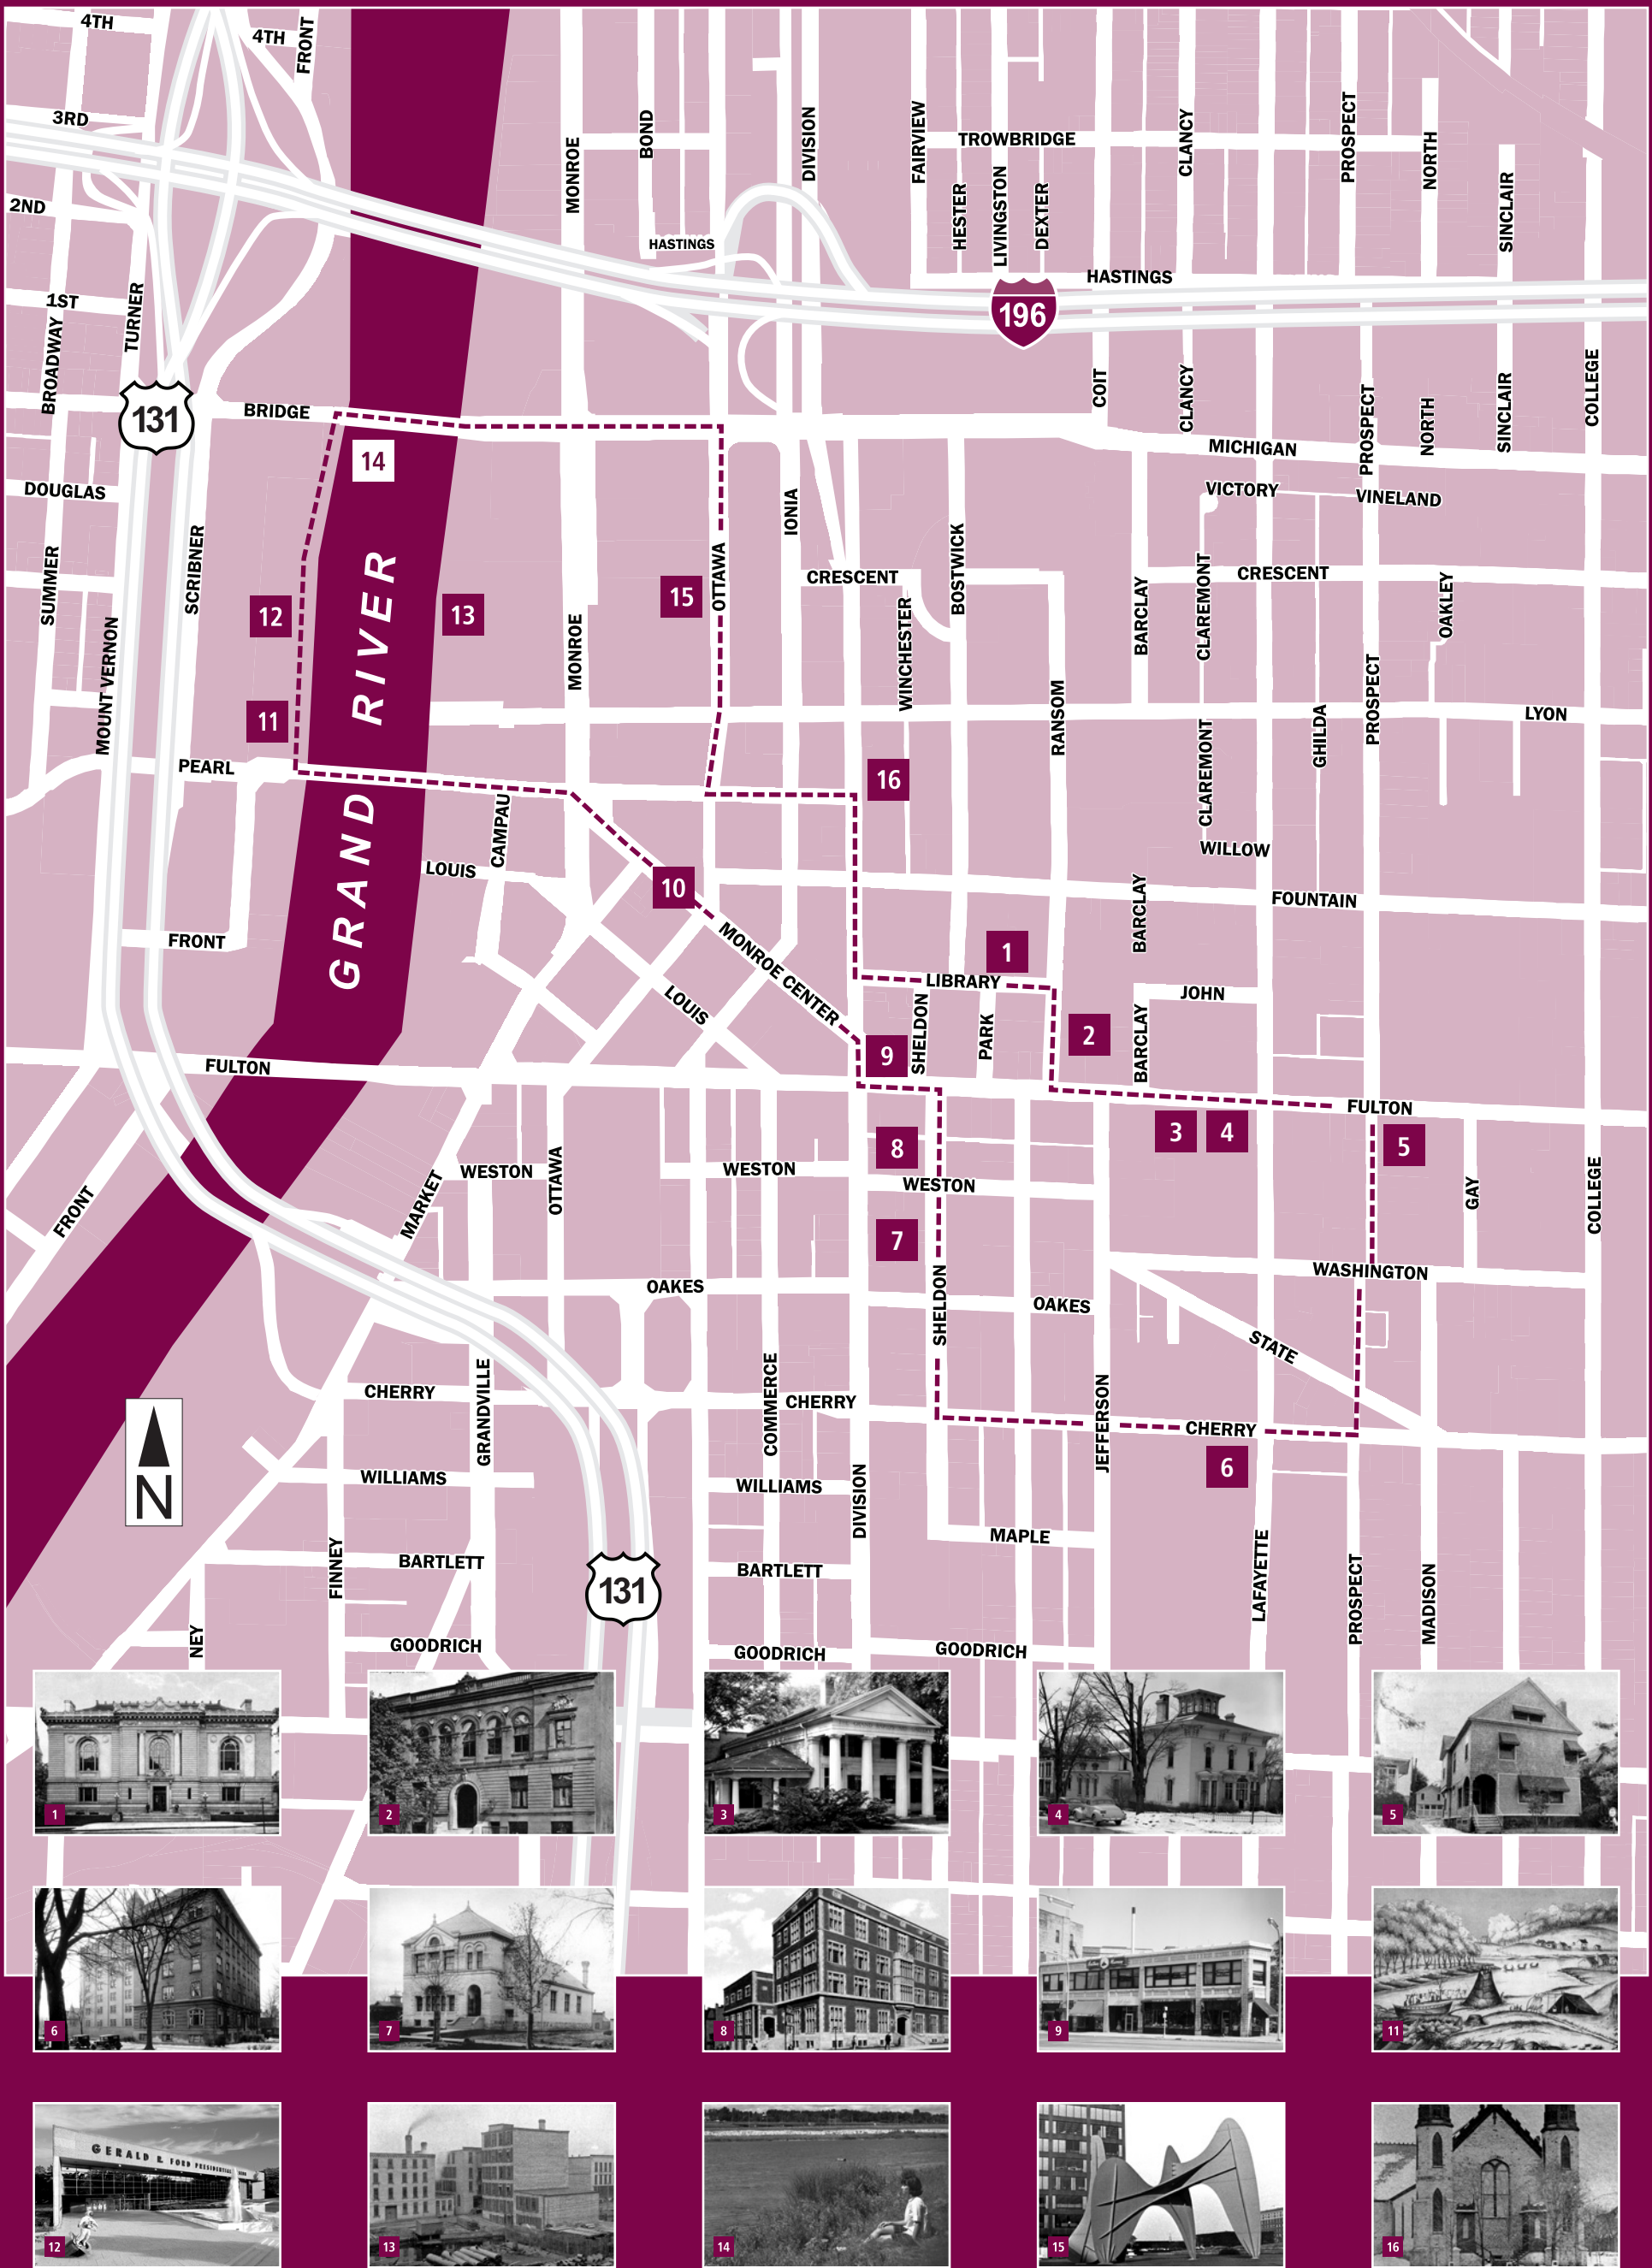 4TH
4TH
FRONT
3RD
2ND
1ST
BROADWAY
TURNER
131
BRIDGE
MONROE
BOND
HASTINGS
DIVISION
FAIRVIEW
TROWBRIDGE
HESTER
LIVINGSTON
DEXTER
CLANCY
PROSPECT
NORTH
SINCLAIR
HASTINGS
196
COIT
CLANCY
PROSPECT
NORTH
SINCLAIR
COLLEGE
MICHIGAN
VICTORY
VINELAND
14
DOUGLAS
SUMMER
SCRIBNER
MOUNT VERNON
12
13
15
OTTAWA
IONIA
CRESCENT
BOSTWICK
WINCHESTER
BARCLAY
CLAREMONT
CRESCENT
OAKLEY
MONROE
11
GRAND RIVER
RANSOM
CLAREMONT
GHILDA
PROSPECT
LYON
PEARL
CAMPAU
LOUIS
16
WILLOW
10
FOUNTAIN
BARCLAY
FRONT
MONROE CENTER
LOUIS
1
LIBRARY
JOHN
SHELDON
PARK
2
BARCLAY
9
FULTON
FULTON
3
4
5
8
WESTON
OTTAWA
WESTON
WESTON
MARKET
FRONT
7
GAY
COLLEGE
WASHINGTON
OAKES
SHELDON
OAKES
STATE
CHERRY
GRANDVILLE
COMMERCE
CHERRY
JEFFERSON
CHERRY
6
N
WILLIAMS
WILLIAMS
DIVISION
MAPLE
FINNEY
BARTLETT
131
BARTLETT
LAFAYETTE
PROSPECT
MADISON
NEY
GOODRICH
GOODRICH
GOODRICH
1
2
3
4
5
6
7
8
9
11
GERALD R. FORD PRESIDENTIAL
12
13
14
15
16